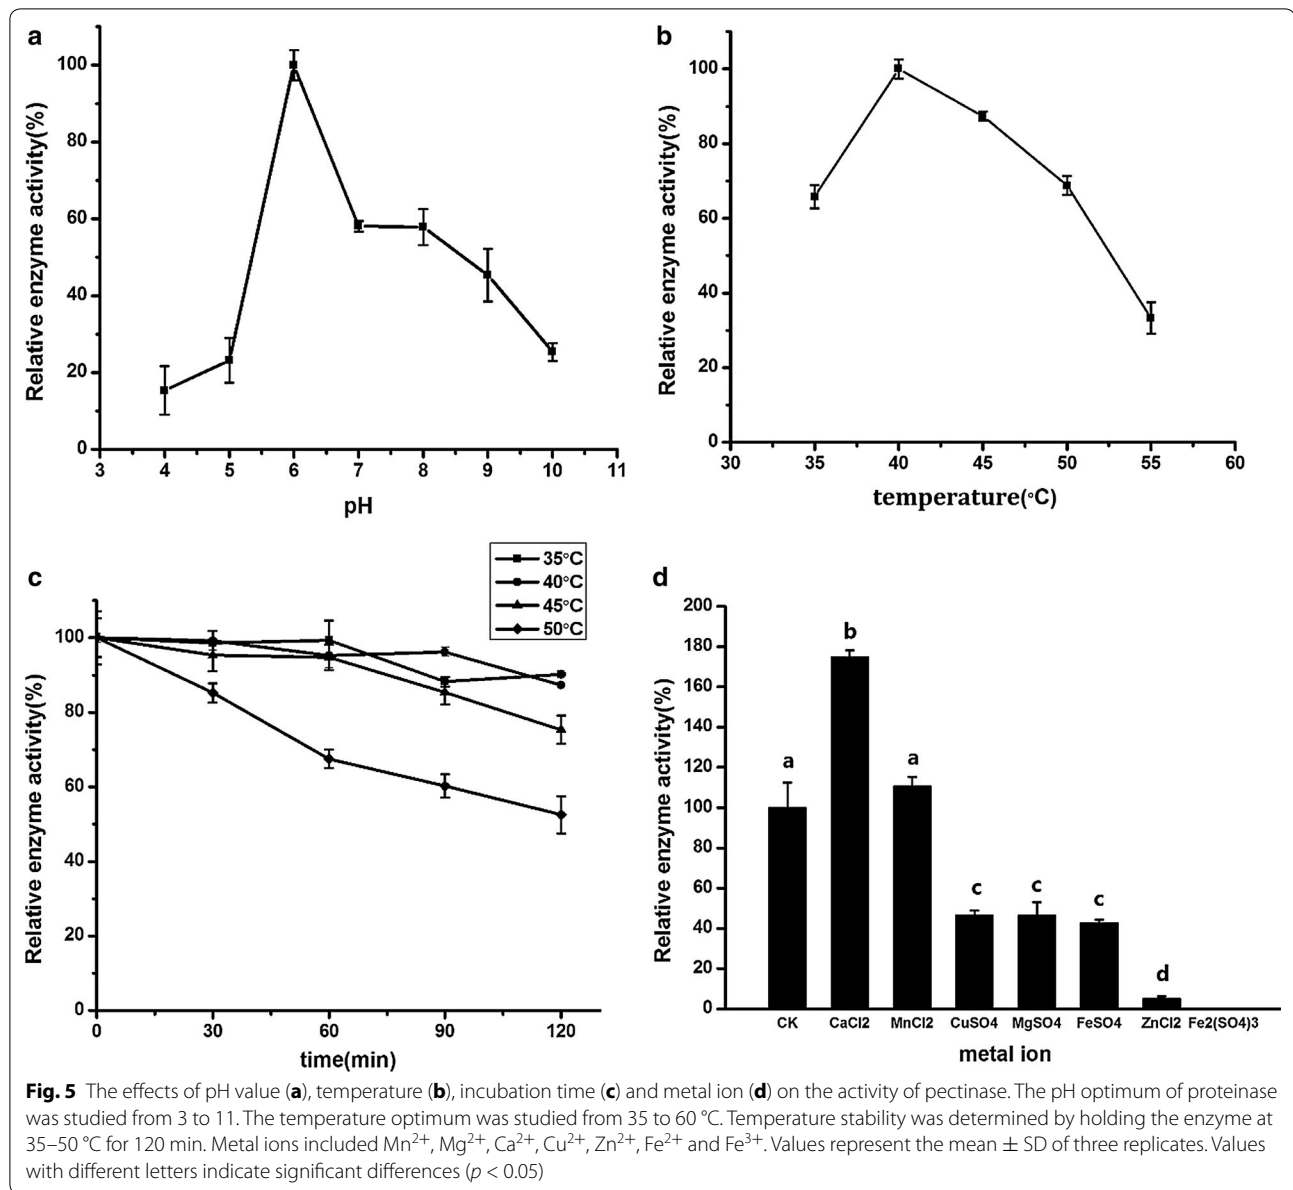 a
100
80
60
40
20
0
3 4 5 6 7 8 9 10 11
Relative enzyme activity(%)
pH
b
100
80
60
40
20
0
30 35 40 45 50 55 60
Relative enzyme activity(%)
temperature(°C)
c
35°C
40°C
45°C
50°C
100
80
60
40
20
0
0 30 60 90 120
Relative enzyme activity(%)
time(min)
d
200
180
160
140
120
100
80
60
40
20
0
a b a c c c d
CK CaCl2 MnCl2 CuSO4 MgSO4 FeSO4 ZnCl2 Fe2(SO4)3
Relative enzyme activity(%)
metal ion
Fig. 5 The effects of pH value (a), temperature (b), incubation time (c) and metal ion (d) on the activity of pectinase. The pH optimum of proteinase
was studied from 3 to 11. The temperature optimum was studied from 35 to 60 °C. Temperature stability was determined by holding the enzyme at
35–50 °C for 120 min. Metal ions included Mn²⁺, Mg²⁺, Ca²⁺, Cu²⁺, Zn²⁺, Fe²⁺ and Fe³⁺. Values represent the mean ± SD of three replicates. Values
with different letters indicate significant differences (p < 0.05)